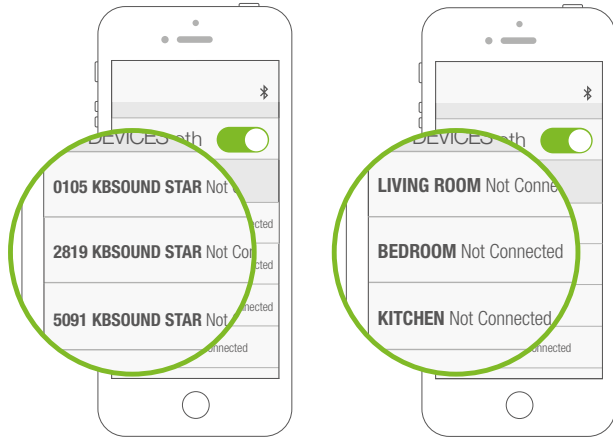 DEVICES
0105 KBSOUND STAR Not
2819 KBSOUND STAR Not Con
5091 KBSOUND STAR Not
DEVICES
LIVING ROOM Not Conne
BEDROOM Not Connected
KITCHEN Not Connected